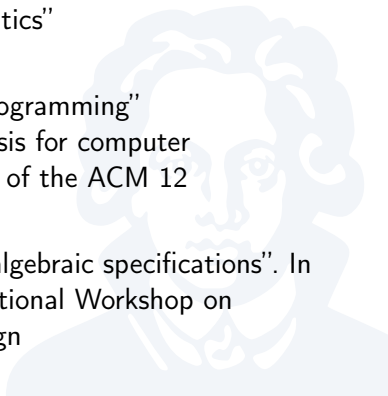 tics”
ogramming”
sis for computer
of the ACM 12
lgebraic specifications”. In
tional Workshop on
gn